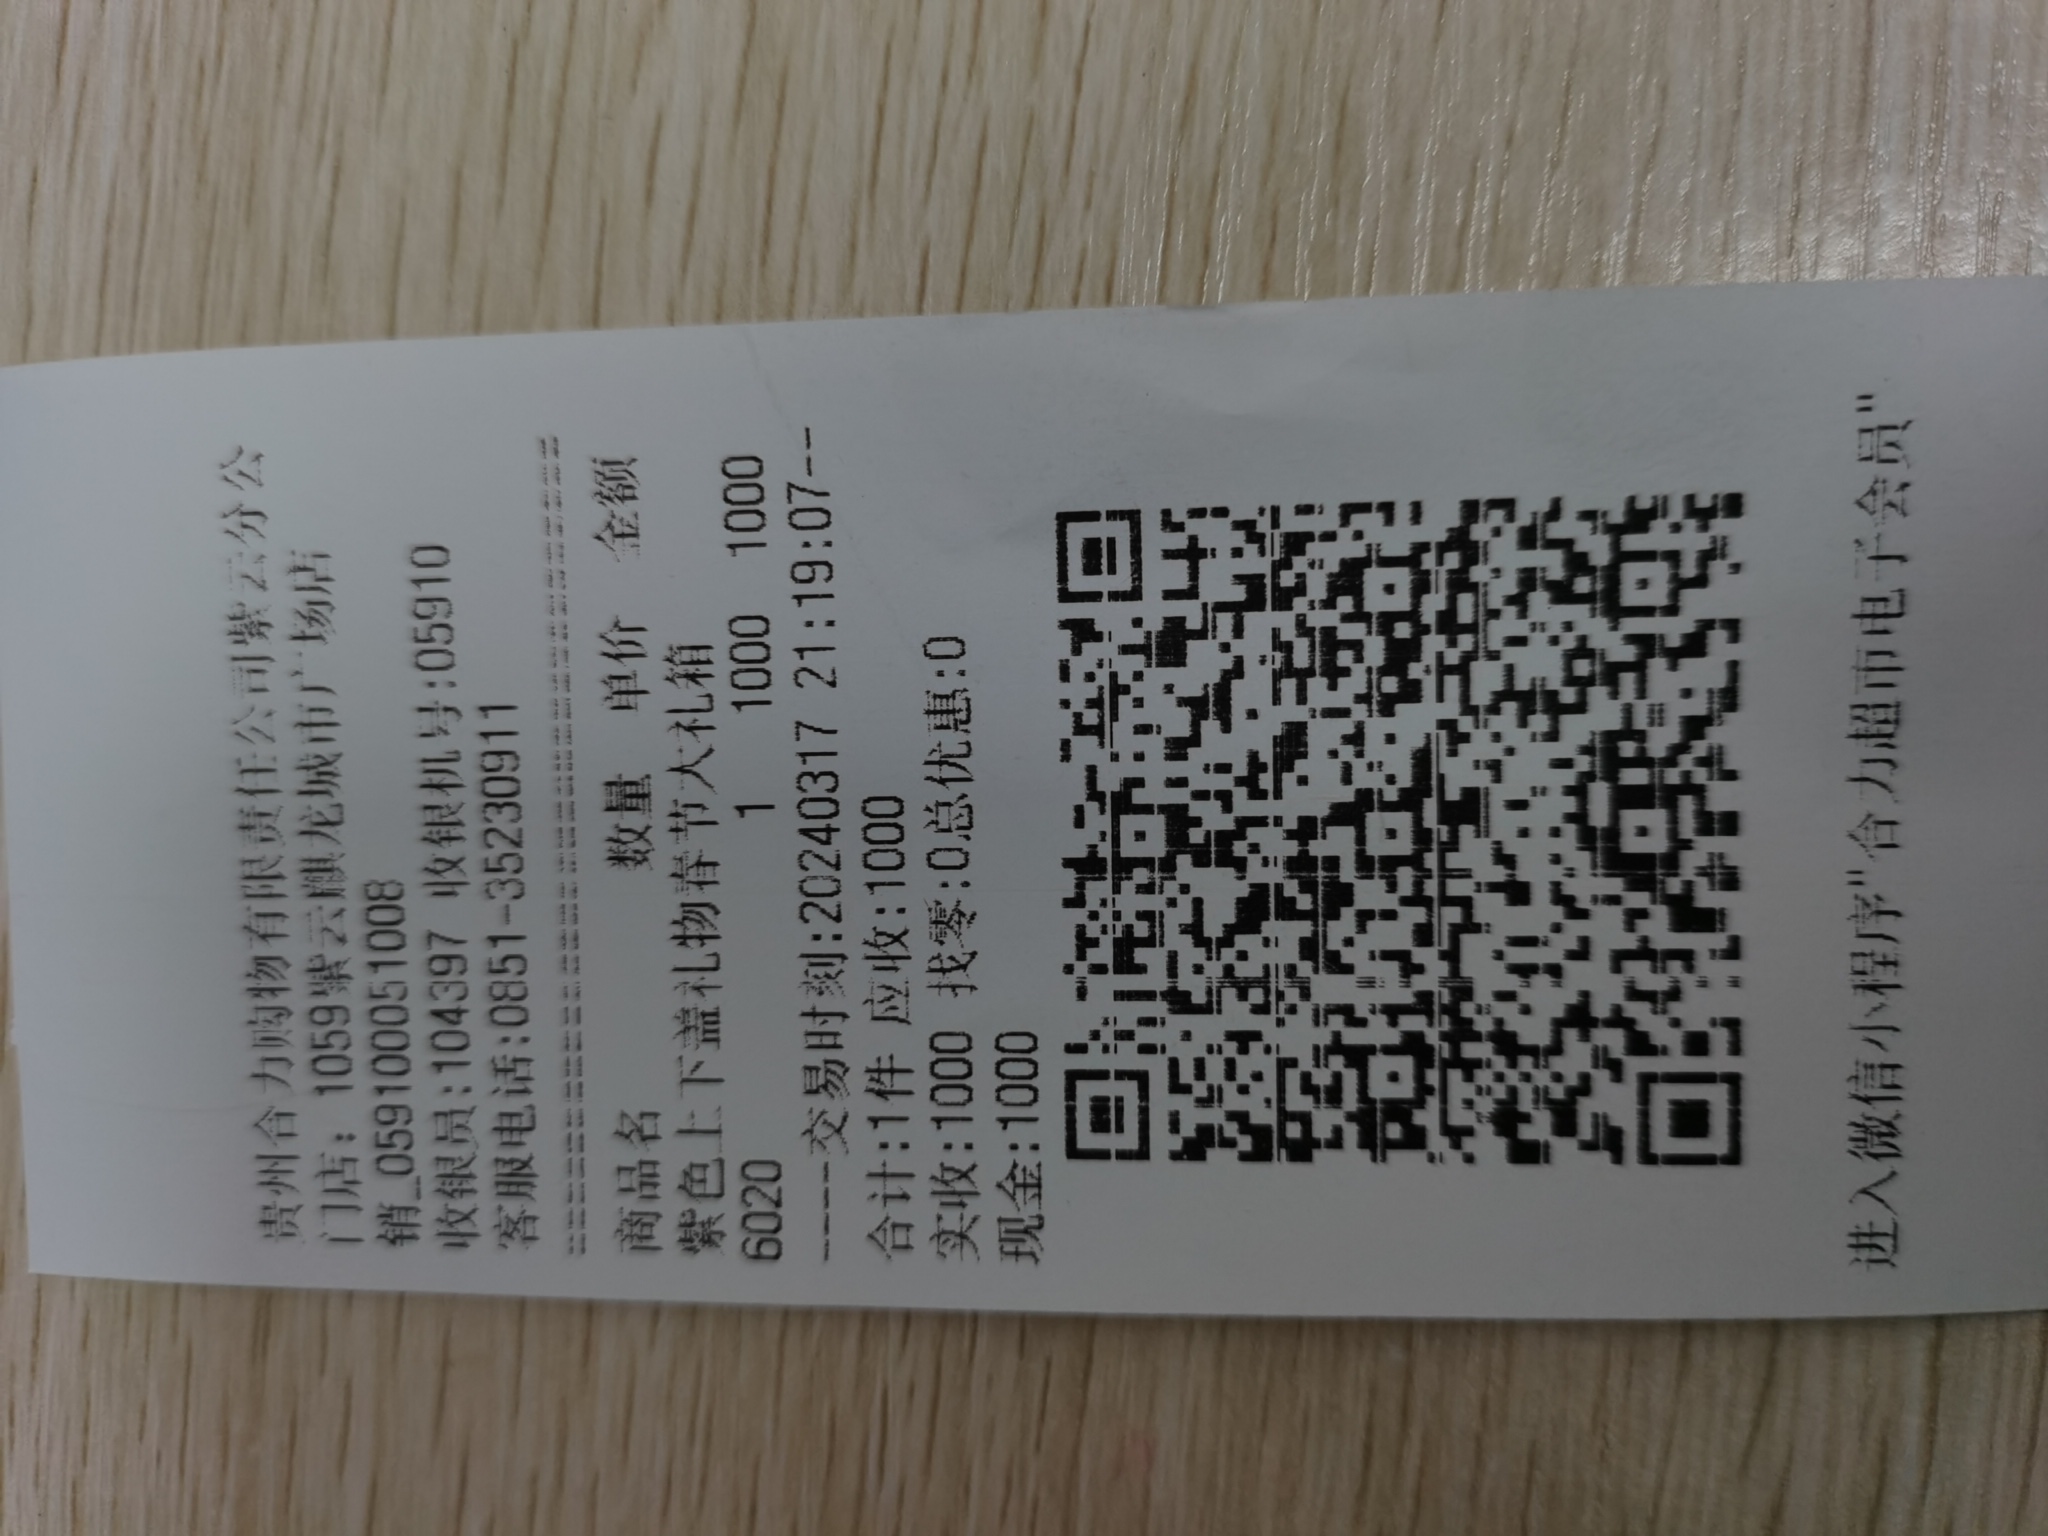 贵州合力购物有限责任公司紫云分公
门店: 1059紫云麒龙城市广场店
销_0591000051008
收银员:104397 收银机号:05910
客服电话:0851-35230911
================================
商品名 数量 单价 金额
紫色上下盖礼物春节大礼箱
6020 1 1000 1000
-----交易时刻:20240317 21:19:07--
合计:1件 应收:1000
实收:1000 找零:0总优惠:0
现金:1000
进入微信小程序"合力超市电子会员"